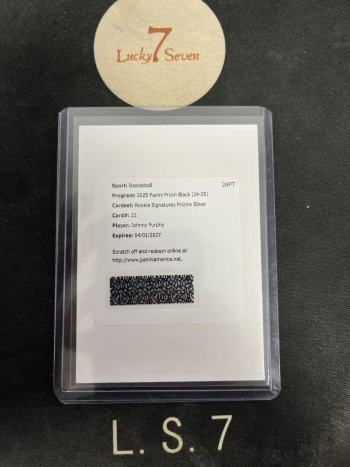 Lucky 7 Seven
Sport: Basketball 24PT
Program: 2025 Panini Prizm Black (24-25)
Cardset: Rookie Signatures Prizms Silver
Card#: 22
Player: Johnny Furphy
Expires: 04/01/2027
Scratch off and redeem online at:
http://www.paniniamerica.net.
L.S.7